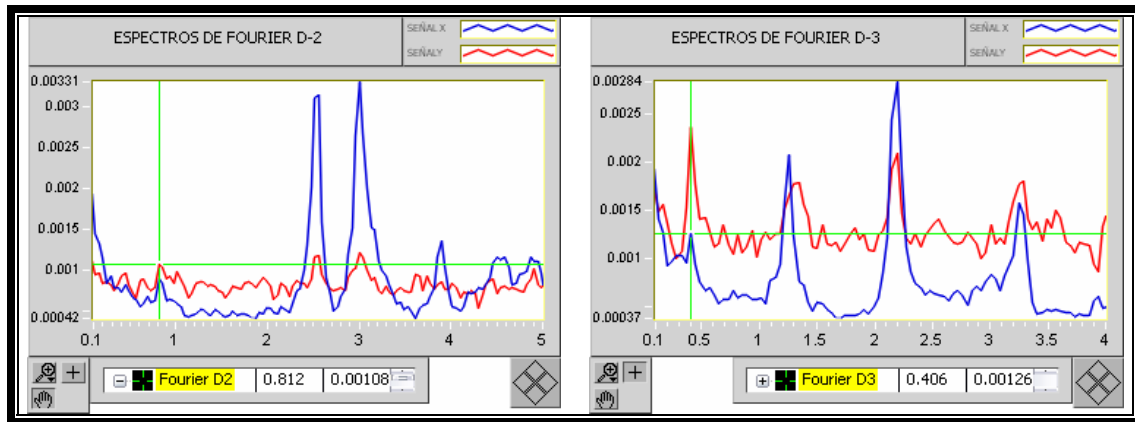 ESPECTROS DE FOURIER D-2
SEÑAL X
SEÑALY
0.00331
0.003
0.0025
0.002
0.0015
0.001
0.00042
0.1 1 2 3 4 5
Fourier D2 0.812 0.00108
ESPECTROS DE FOURIER D-3
SEÑAL X
SEÑALY
0.00284
0.0025
0.002
0.0015
0.001
0.00037
0.1 0.5 1 1.5 2 2.5 3 3.5 4
Fourier D3 0.406 0.00126